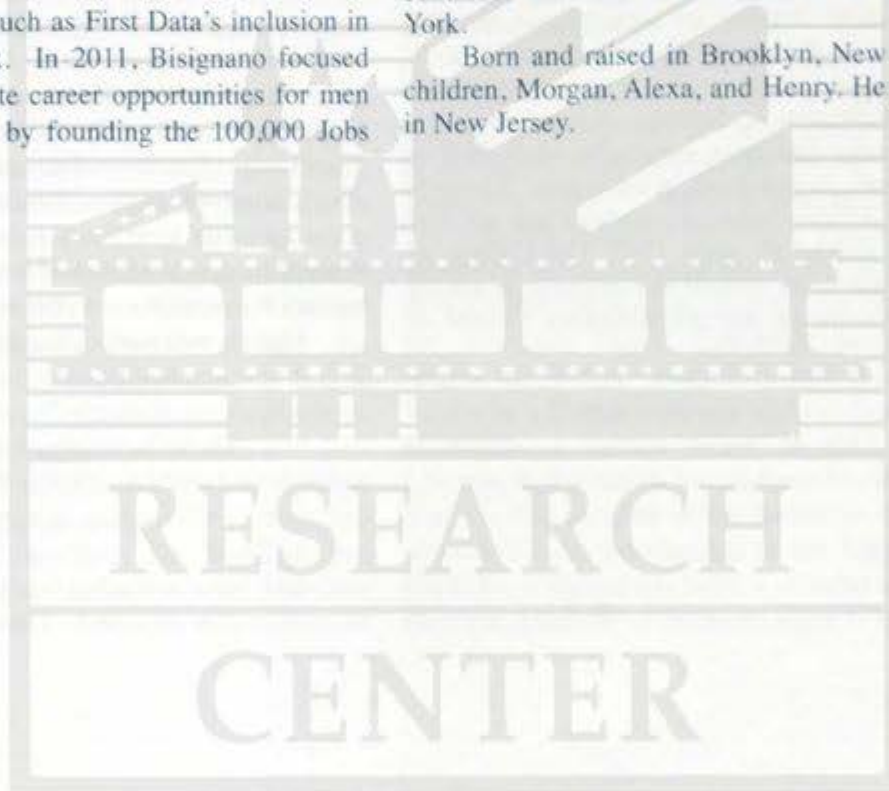 uch as First Data's inclusion in
. In 2011, Bisignano focused
te career opportunities for men
by founding the 100,000 Jobs
York.
Born and raised in Brooklyn, New
children, Morgan, Alexa, and Henry. He
in New Jersey.
RESEARCH
CENTER